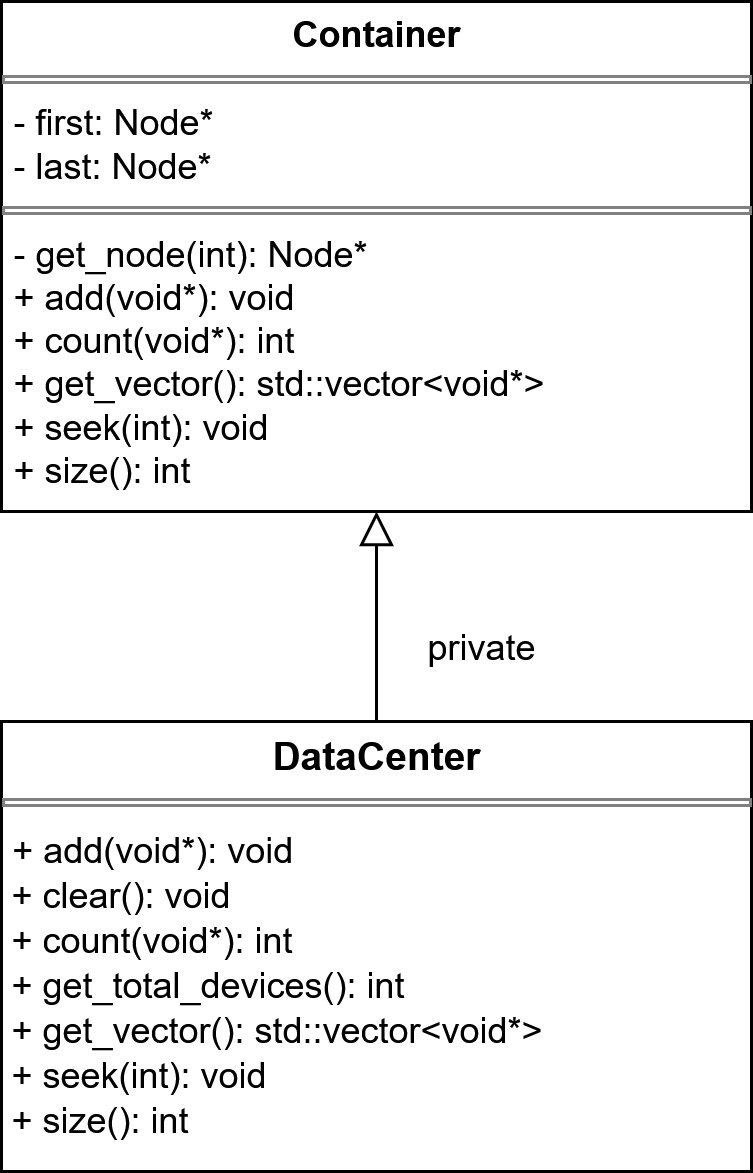 Container
- first: Node*
- last: Node*
- get_node(int): Node*
+ add(void*): void
+ count(void*): int
+ get_vector(): std::vector<void*>
+ seek(int): void
+ size(): int
private
DataCenter
+ add(void*): void
+ clear(): void
+ count(void*): int
+ get_total_devices(): int
+ get_vector(): std::vector<void*>
+ seek(int): void
+ size(): int